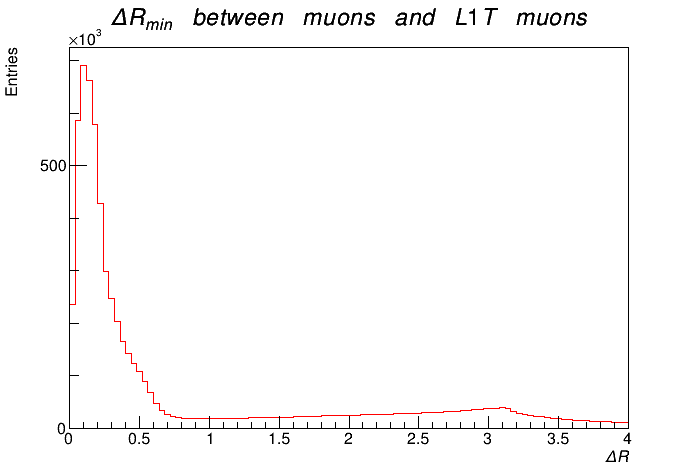 ΔRmin between muons and L1T muons
×10³
Entries
500
0
0 0.5 1 1.5 2 2.5 3 3.5 4
ΔR